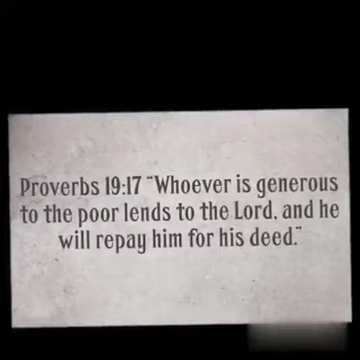 Proverbs 19:17 "Whoever is generous
to the poor lends to the Lord, and he
will repay him for his deed."